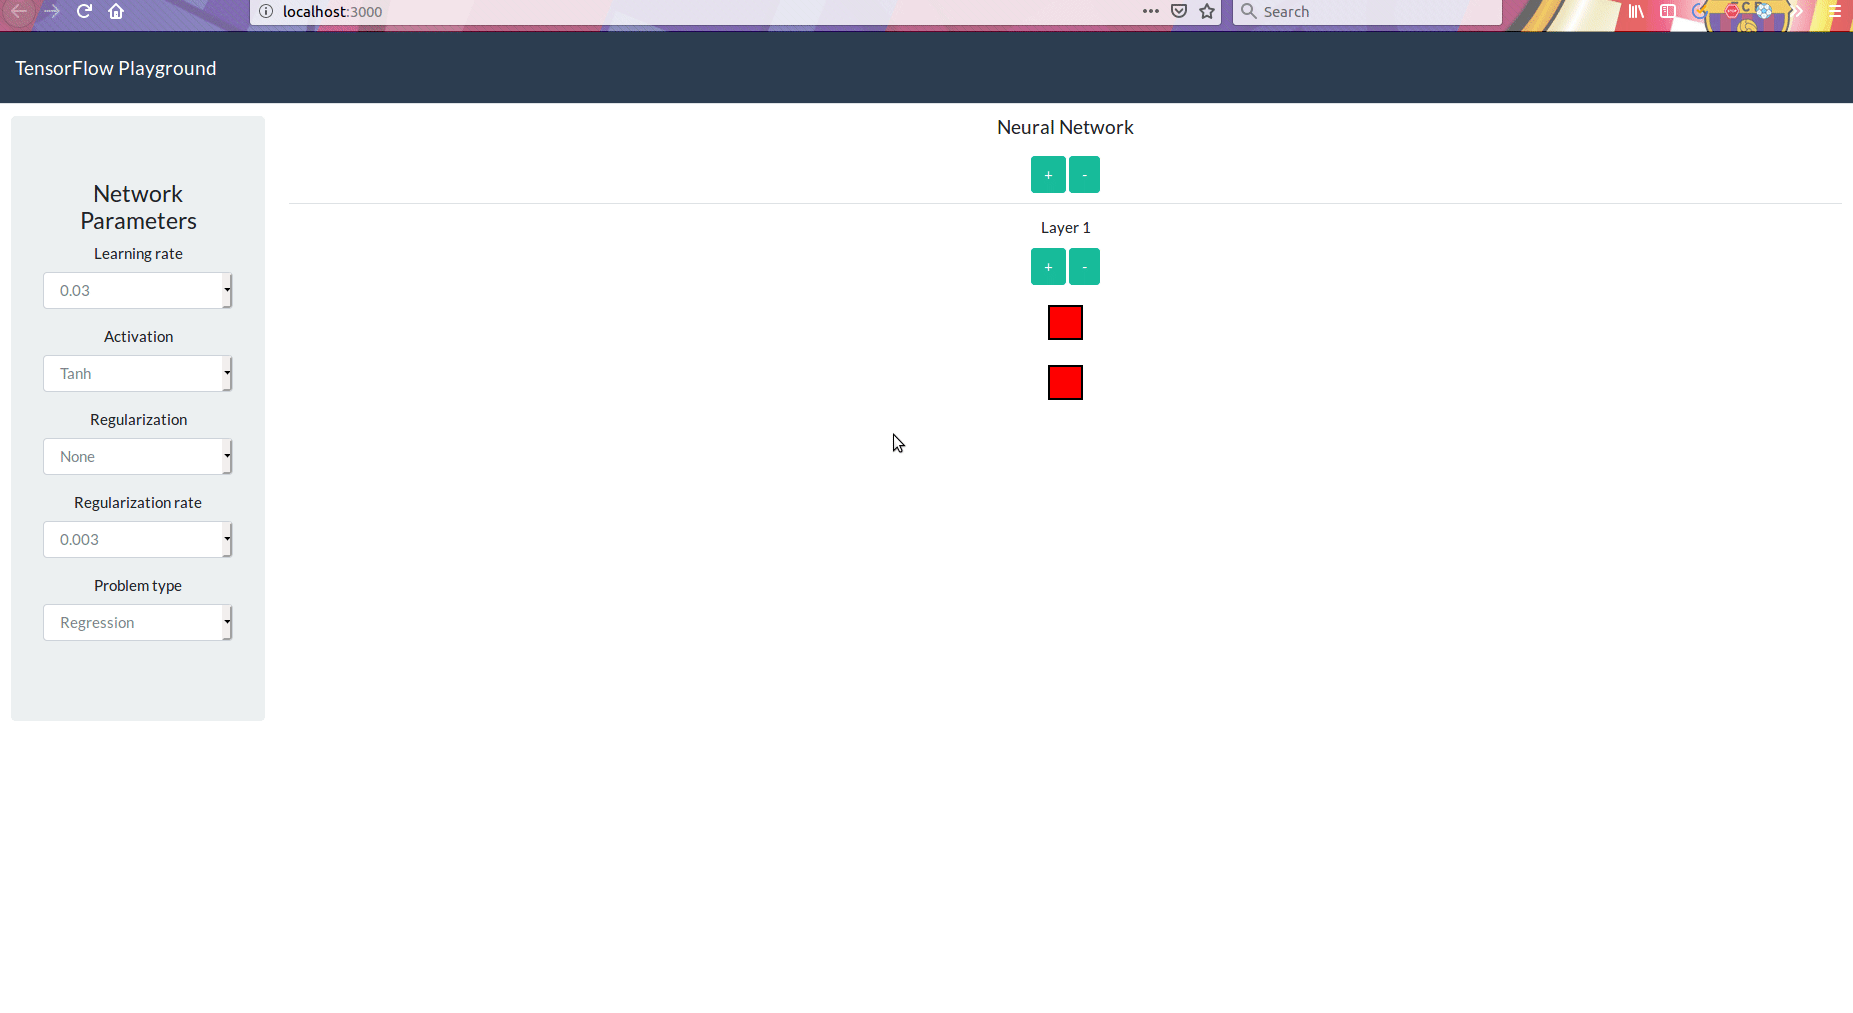 localhost:3000
Search
TensorFlow Playground
Neural Network
+ -
Layer 1
+ -
Network
Parameters
Learning rate
0.03
Activation
Tanh
Regularization
None
Regularization rate
0.003
Problem type
Regression